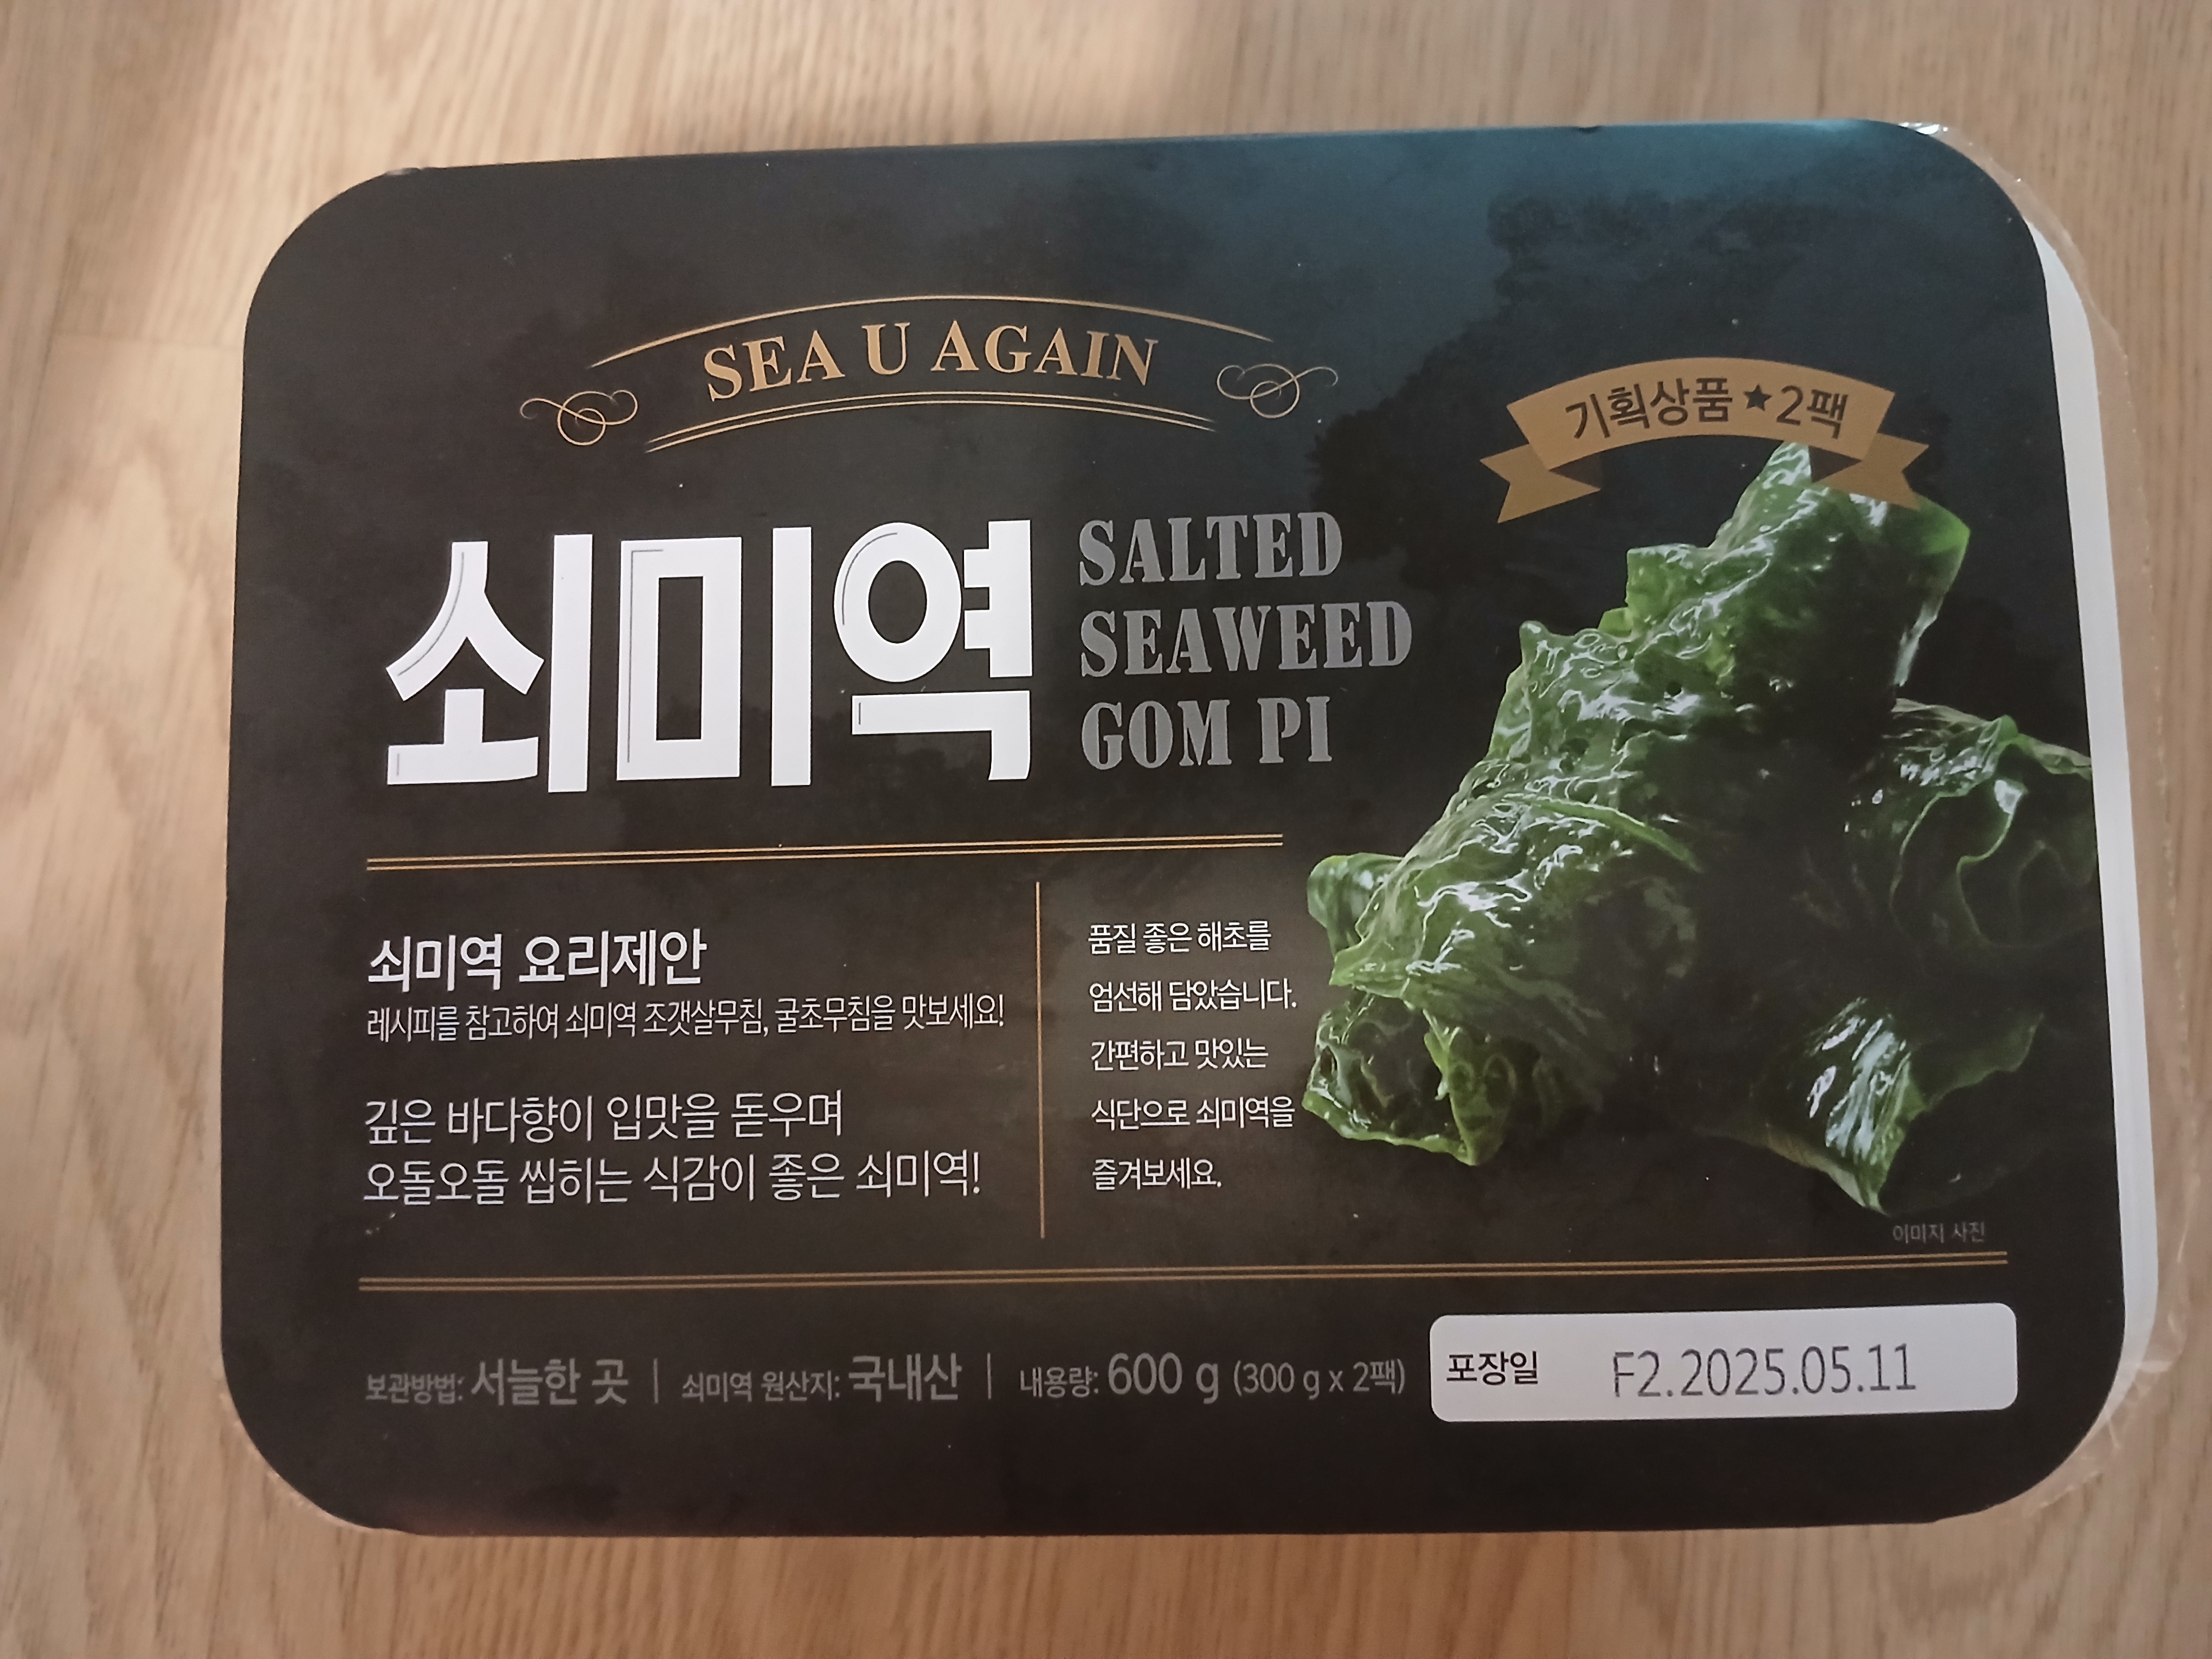 SEA U AGAIN
기획상품★2팩
쇠미역
SALTED
SEAWEED
GOM PI
쇠미역 요리제안
레시피를 참고하여 쇠미역 조갯살무침, 굴초무침을 맛보세요!
깊은 바다향이 입맛을 돋우며
오돌오돌 씹히는 식감이 좋은 쇠미역!
품질 좋은 해초를
엄선해 담았습니다.
간편하고 맛있는
식단으로 쇠미역을
즐겨보세요.
이미지 사진
보관방법: 서늘한 곳 | 쇠미역 원산지: 국내산 | 내용량: 600 g (300 g x 2팩)
포장일 F2.2025.05.11